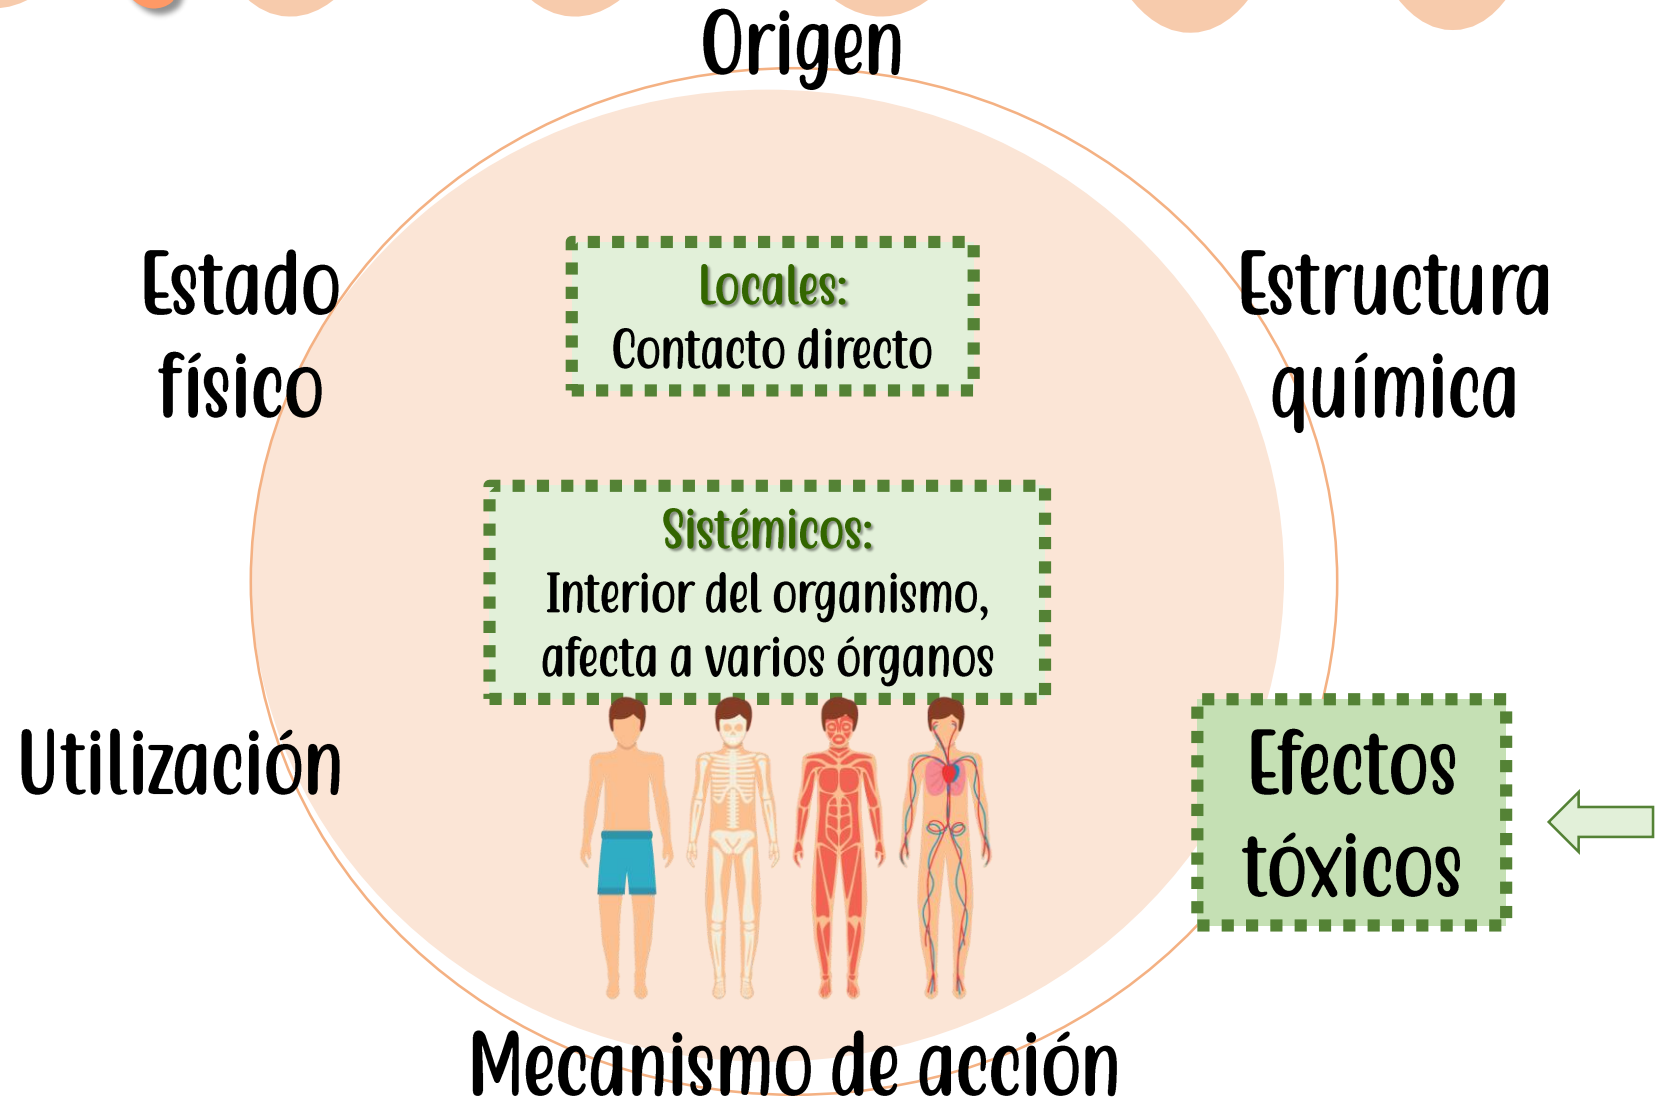 Origen
Estado
físico
Estructura
química
Locales:
Contacto directo
Sistémicos:
Interior del organismo,
afecta a varios órganos
Utilización
Efectos
tóxicos
Mecanismo de acción